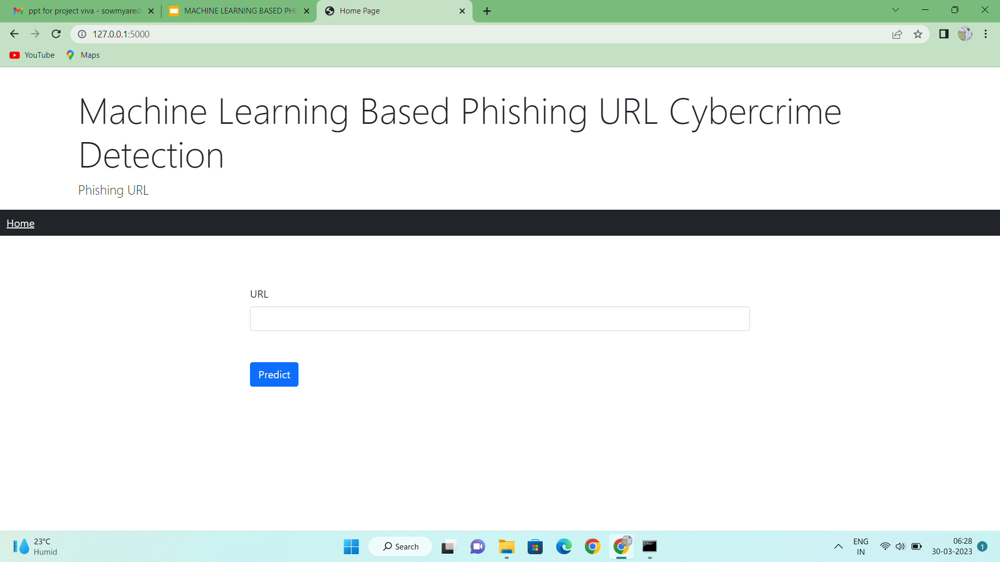 ppt for project viva - sowmyared
MACHINE LEARNING BASED PHI
Home Page
127.0.0.1:5000
YouTube
Maps
Machine Learning Based Phishing URL Cybercrime
Detection
Phishing URL
Home
URL
Predict
23°C
Humid
Search
ENG
IN
06:28
30-03-2023
1